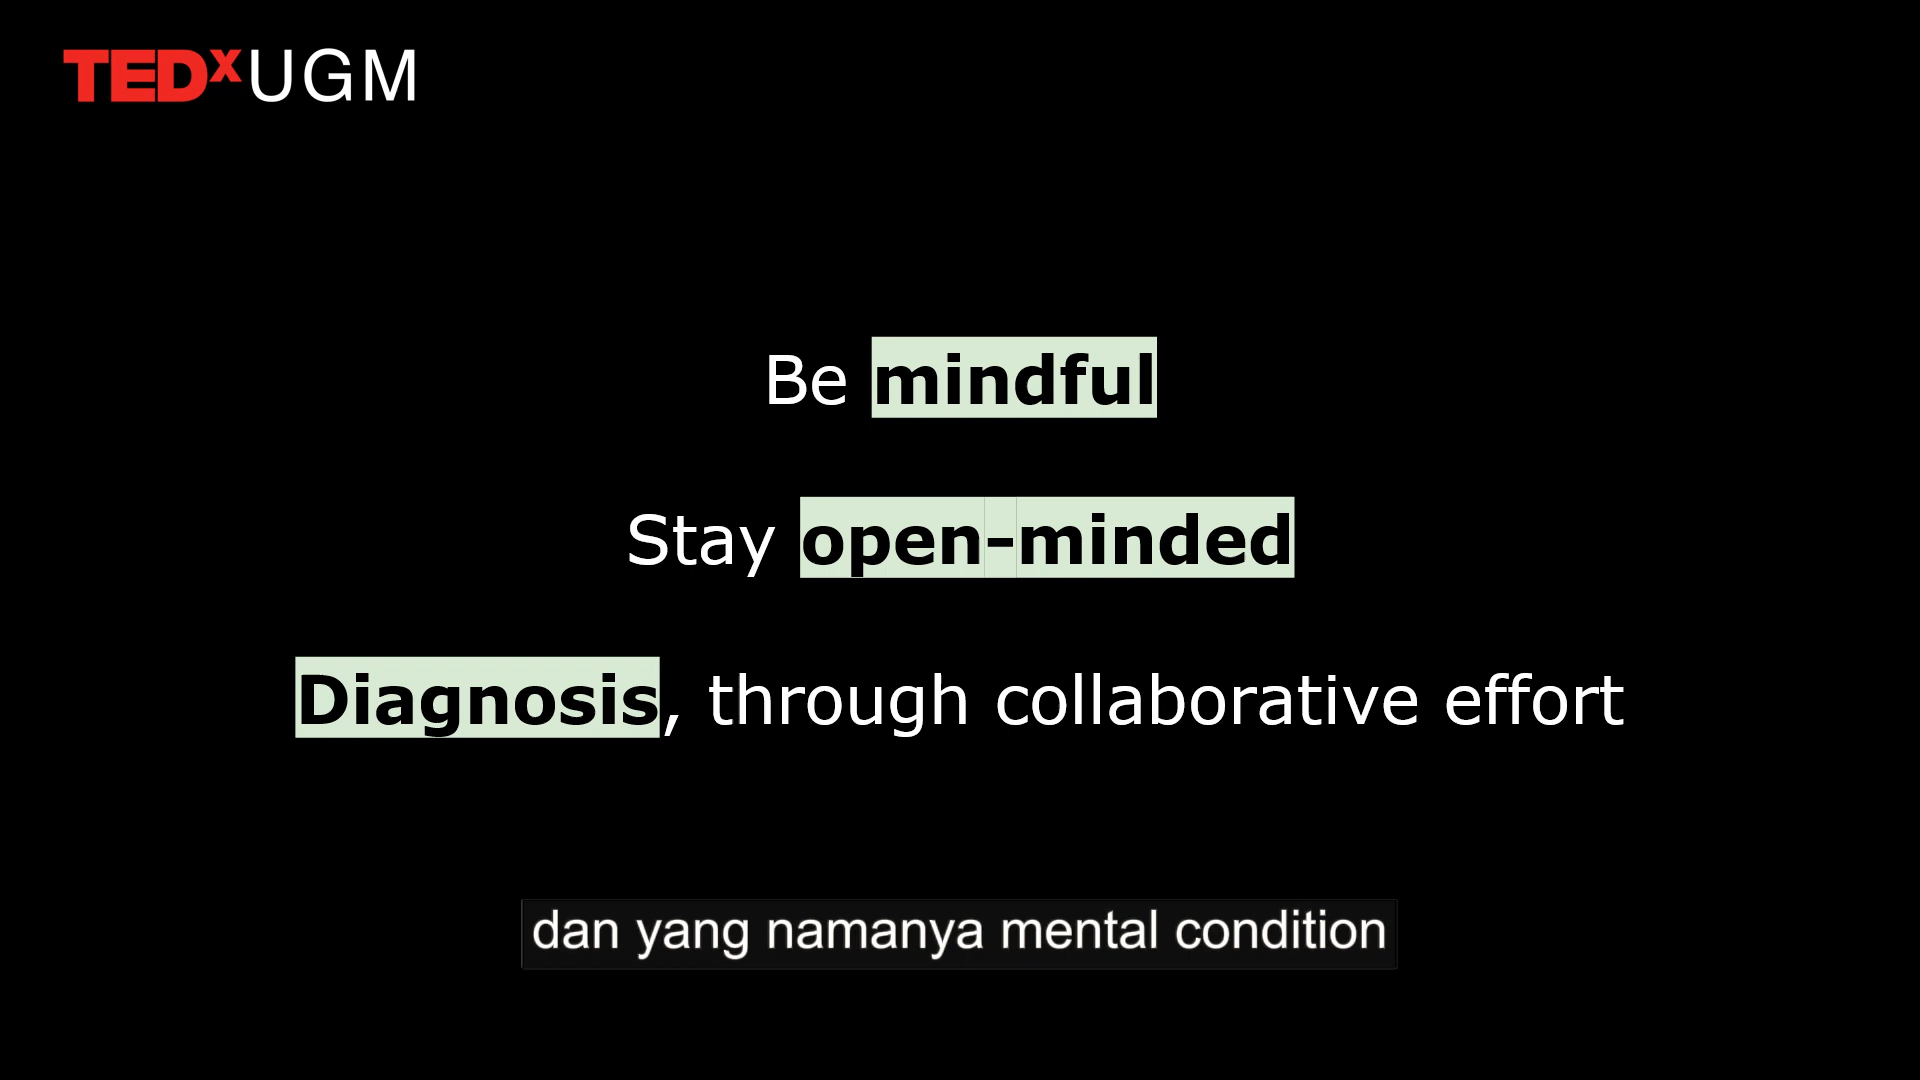 TEDxUGM
Be mindful
Stay open-minded
Diagnosis, through collaborative effort
dan yang namanya mental condition